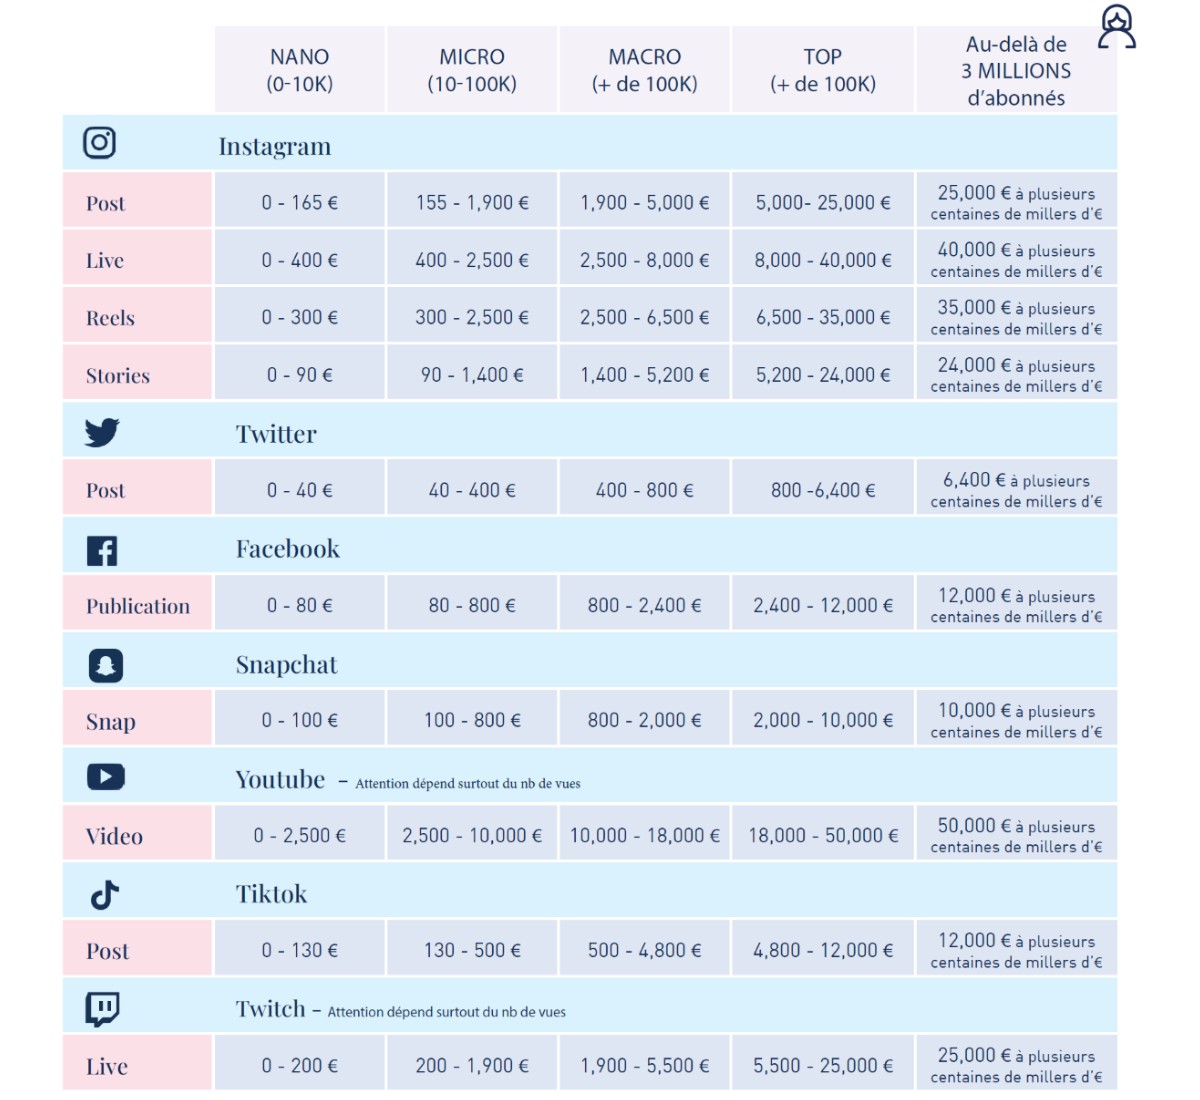 NANO MICRO MACRO TOP Au-delà de
(0-10K) (10-100K) (+ de 100K) (+ de 100K) 3 MILLIONS
d'abonnés
Instagram
Post 0 - 165 € 155 - 1,900 € 1,900 - 5,000 € 5,000- 25,000 € 25,000 € à plusieurs
centaines de millers d'€
Live 0 - 400 € 400 - 2,500 € 2,500 - 8,000 € 8,000 - 40,000 € 40,000 € à plusieurs
centaines de millers d'€
Reels 0 - 300 € 300 - 2,500 € 2,500 - 6,500 € 6,500 - 35,000 € 35,000 € à plusieurs
centaines de millers d'€
Stories 0 - 90 € 90 - 1,400 € 1,400 - 5,200 € 5,200 - 24,000 € 24,000 € à plusieurs
centaines de millers d'€
Twitter
Post 0 - 40 € 40 - 400 € 400 - 800 € 800 -6,400 € 6,400 € à plusieurs
centaines de millers d'€
Facebook
Publication 0 - 80 € 80 - 800 € 800 - 2,400 € 2,400 - 12,000 € 12,000 € à plusieurs
centaines de millers d'€
Snapchat
Snap 0 - 100 € 100 - 800 € 800 - 2,000 € 2,000 - 10,000 € 10,000 € à plusieurs
centaines de millers d'€
Youtube - Attention dépend surtout du nb de vues
Video 0 - 2,500 € 2,500 - 10,000 € 10,000 - 18,000 € 18,000 - 50,000 € 50,000 € à plusieurs
centaines de millers d'€
Tiktok
Post 0 - 130 € 130 - 500 € 500 - 4,800 € 4,800 - 12,000 € 12,000 € à plusieurs
centaines de millers d'€
Twitch - Attention dépend surtout du nb de vues
Live 0 - 200 € 200 - 1,900 € 1,900 - 5,500 € 5,500 - 25,000 € 25,000 € à plusieurs
centaines de millers d'€